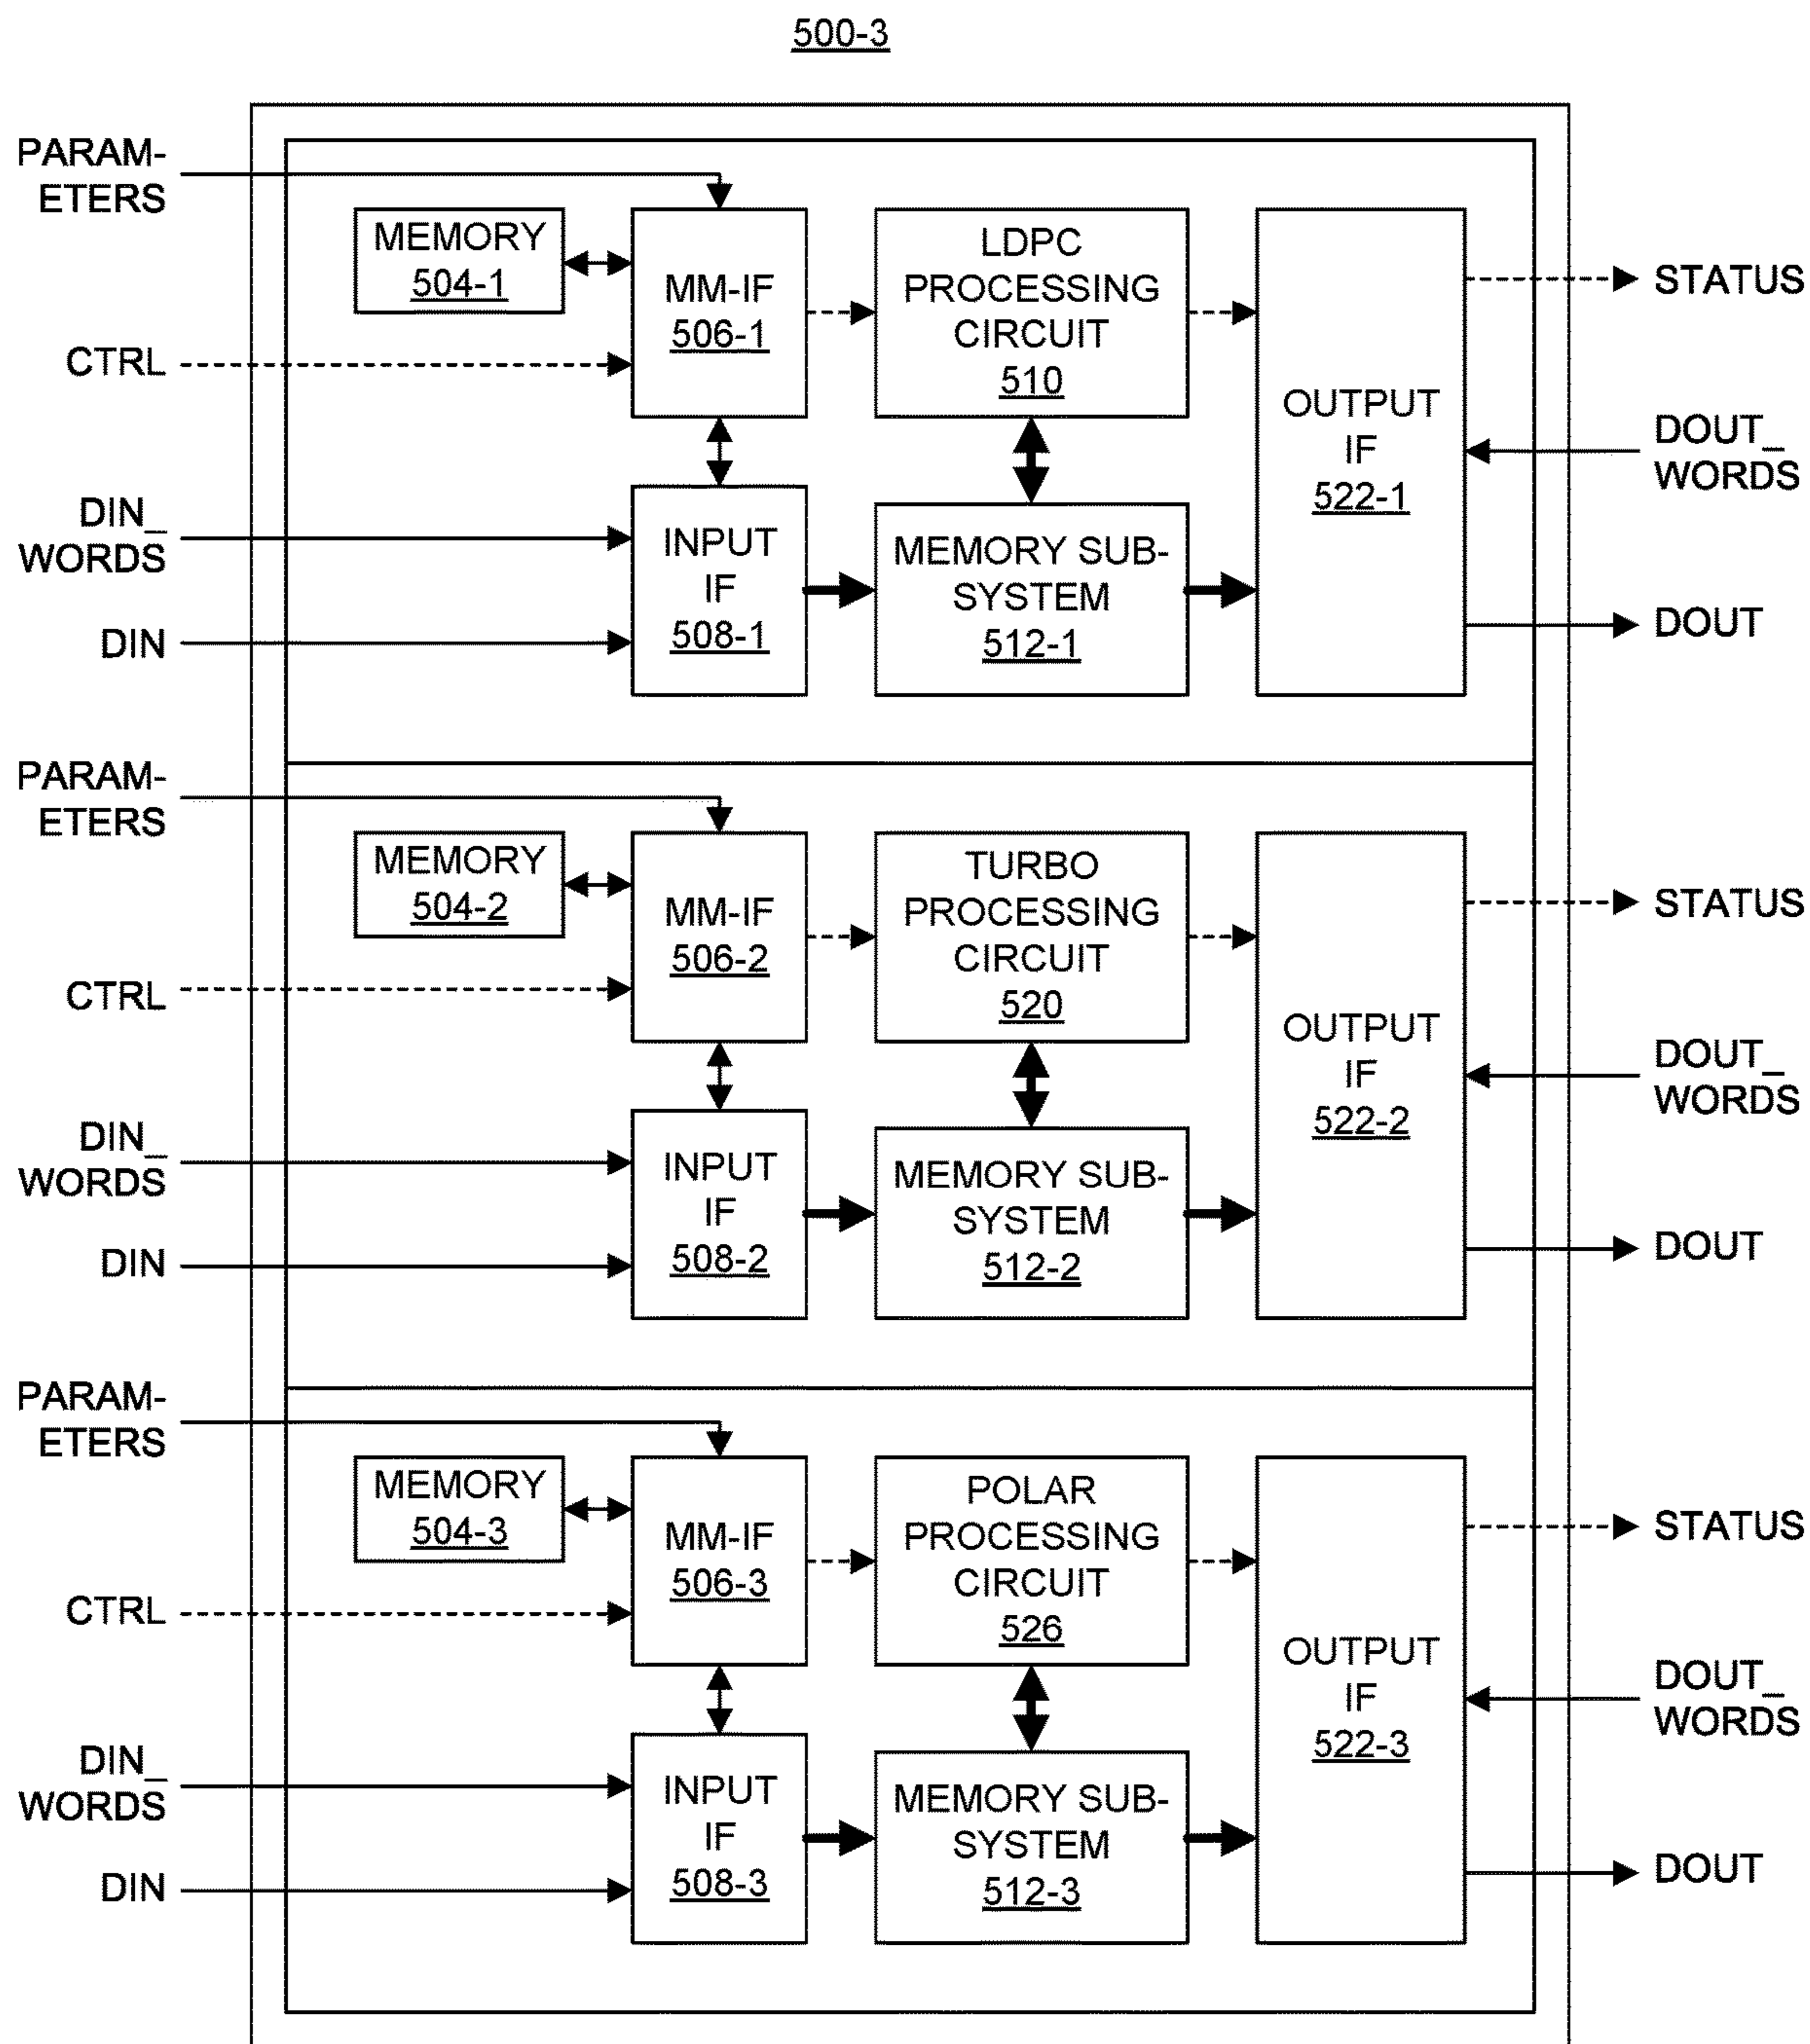 500-3
PARAM-
ETERS
MEMORY
504-1
CTRL
MM-IF
506-1
LDPC
PROCESSING
CIRCUIT
510
DIN_
WORDS
DIN
INPUT
IF
508-1
MEMORY SUB-
SYSTEM
512-1
OUTPUT
IF
522-1
STATUS
DOUT_
WORDS
DOUT
PARAM-
ETERS
MEMORY
504-2
CTRL
MM-IF
506-2
TURBO
PROCESSING
CIRCUIT
520
DIN_
WORDS
DIN
INPUT
IF
508-2
MEMORY SUB-
SYSTEM
512-2
OUTPUT
IF
522-2
STATUS
DOUT_
WORDS
DOUT
PARAM-
ETERS
MEMORY
504-3
CTRL
MM-IF
506-3
POLAR
PROCESSING
CIRCUIT
526
DIN_
WORDS
DIN
INPUT
IF
508-3
MEMORY SUB-
SYSTEM
512-3
OUTPUT
IF
522-3
STATUS
DOUT_
WORDS
DOUT